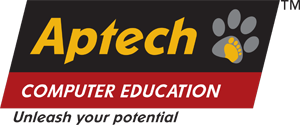 Aptech
TM
COMPUTER EDUCATION
Unleash your potential